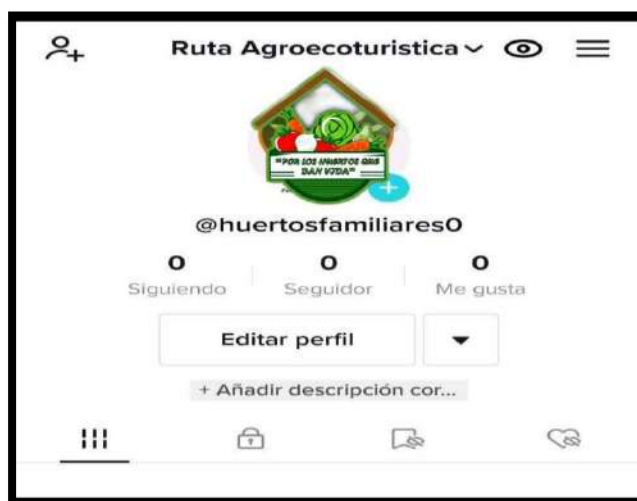 Ruta Agroecoturistica
"POR LOS HUERTOS QUE
DAN VIDA"
@huertosfamiliares0
0 0 0
Siguiendo Seguidor Me gusta
Editar perfil
+ Añadir descripción cor...